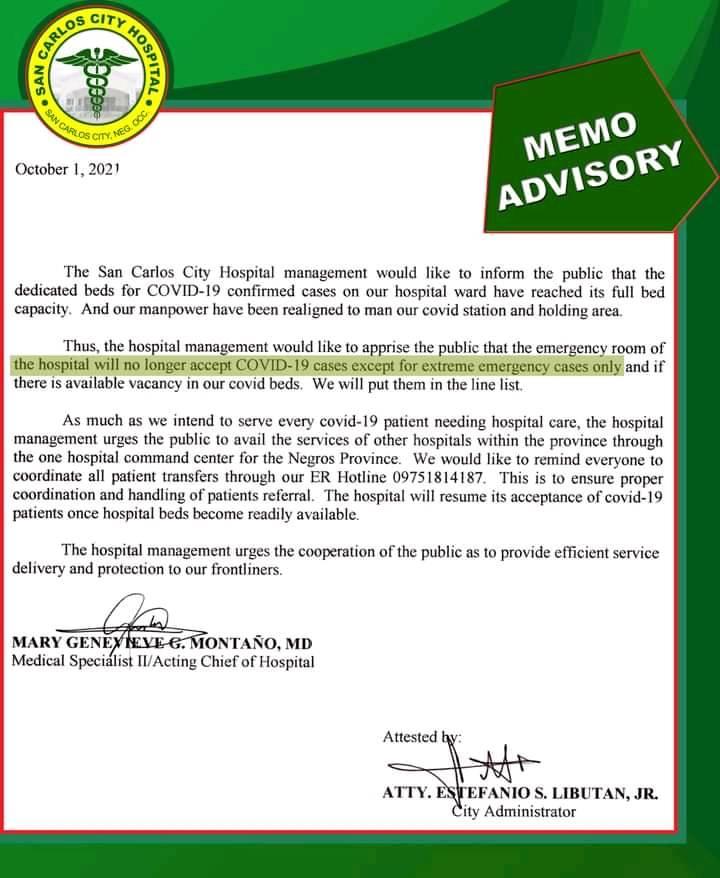 SAN CARLOS CITY HOSPITAL
SAN CARLOS CITY, NEG. OCC
MEMO
ADVISORY
October 1, 2021
The San Carlos City Hospital management would like to inform the public that the
dedicated beds for COVID-19 confirmed cases on our hospital ward have reached its full bed
capacity. And our manpower have been realigned to man our covid station and holding area.
Thus, the hospital management would like to apprise the public that the emergency room of
the hospital will no longer accept COVID-19 cases except for extreme emergency cases only and if
there is available vacancy in our covid beds. We will put them in the line list.
As much as we intend to serve every covid-19 patient needing hospital care, the hospital
management urges the public to avail the services of other hospitals within the province through
the one hospital command center for the Negros Province. We would like to remind everyone to
coordinate all patient transfers through our ER Hotline 09751814187. This is to ensure proper
coordination and handling of patients referral. The hospital will resume its acceptance of covid-19
patients once hospital beds become readily available.
The hospital management urges the cooperation of the public as to provide efficient service
delivery and protection to our frontliners.
MARY GENEVIEVE G. MONTAÑO, MD
Medical Specialist II/Acting Chief of Hospital
Attested by:
ATTY. ESTEFANIO S. LIBUTAN, JR.
City Administrator